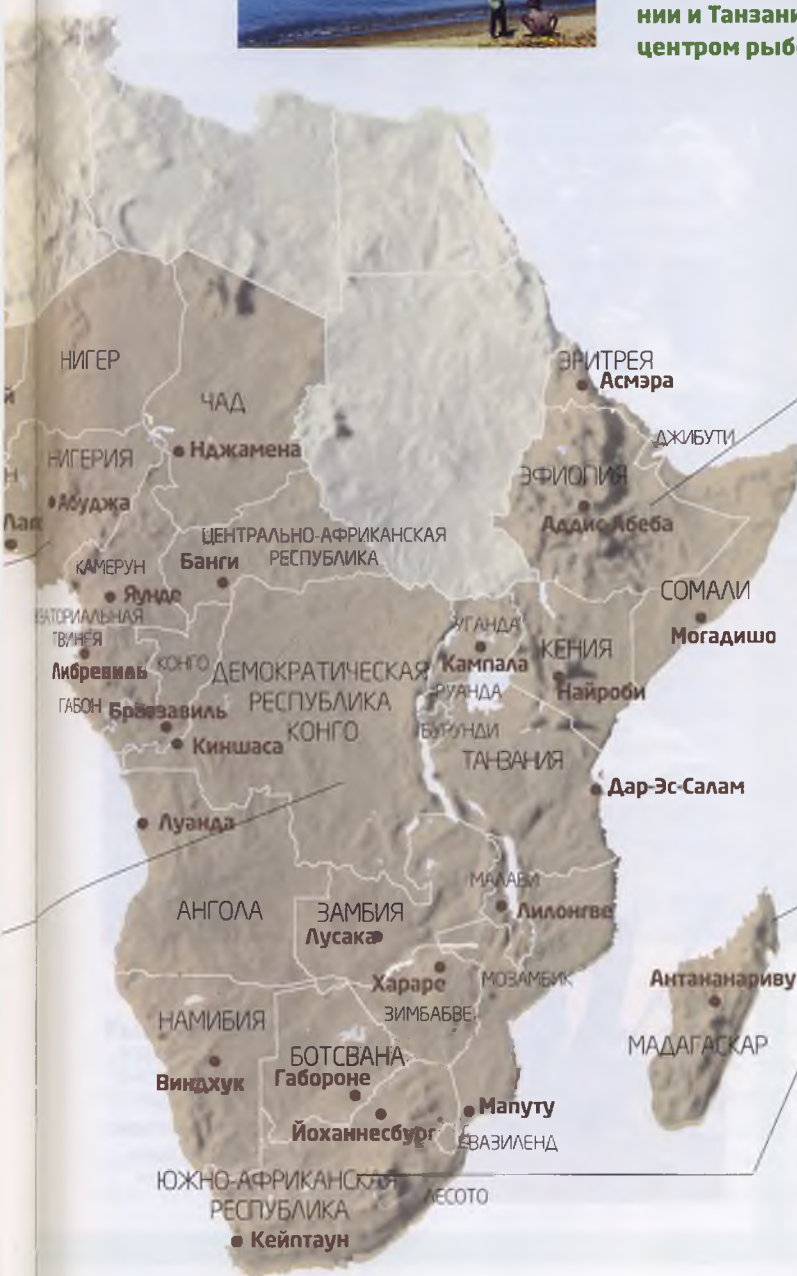 нии и Танзани
центром рыб
НИГЕР
ЧАД
ЭРИТРЕЯ
Асмэра
ДЖИБУТИ
НИГЕРИЯ
Нджамена
ЭФИОПИЯ
Абуджа
Аддис-Абеба
ЦЕНТРАЛЬНО-АФРИКАНСКАЯ
РЕСПУБЛИКА
КАМЕРУН
Банги
Яунде
СОМАЛИ
Могадишо
ГВИНЕЯ
УГАНДА
КЕНИЯ
Либревиль
КОНГО
ДЕМОКРАТИЧЕСКАЯ
РЕСПУБЛИКА
КОНГО
Кампала
РУАНДА
Найроби
ГАБОН
Браззавиль
БУРУНДИ
Киншаса
ТАНЗАНИЯ
Дар-Эс-Салам
Луанда
МАЛАВИ
АНГОЛА
ЗАМБИЯ
Лилонгве
Лусака
Хараре
МОЗАМБИК
Антананариву
НАМИБИЯ
ЗИМБАБВЕ
МАДАГАСКАР
БОТСВАНА
Виндхук
Габороне
Мапуту
Йоханнесбург
СВАЗИЛЕНД
ЮЖНО-АФРИКАНСКАЯ
РЕСПУБЛИКА
ЛЕСОТО
Кейптаун